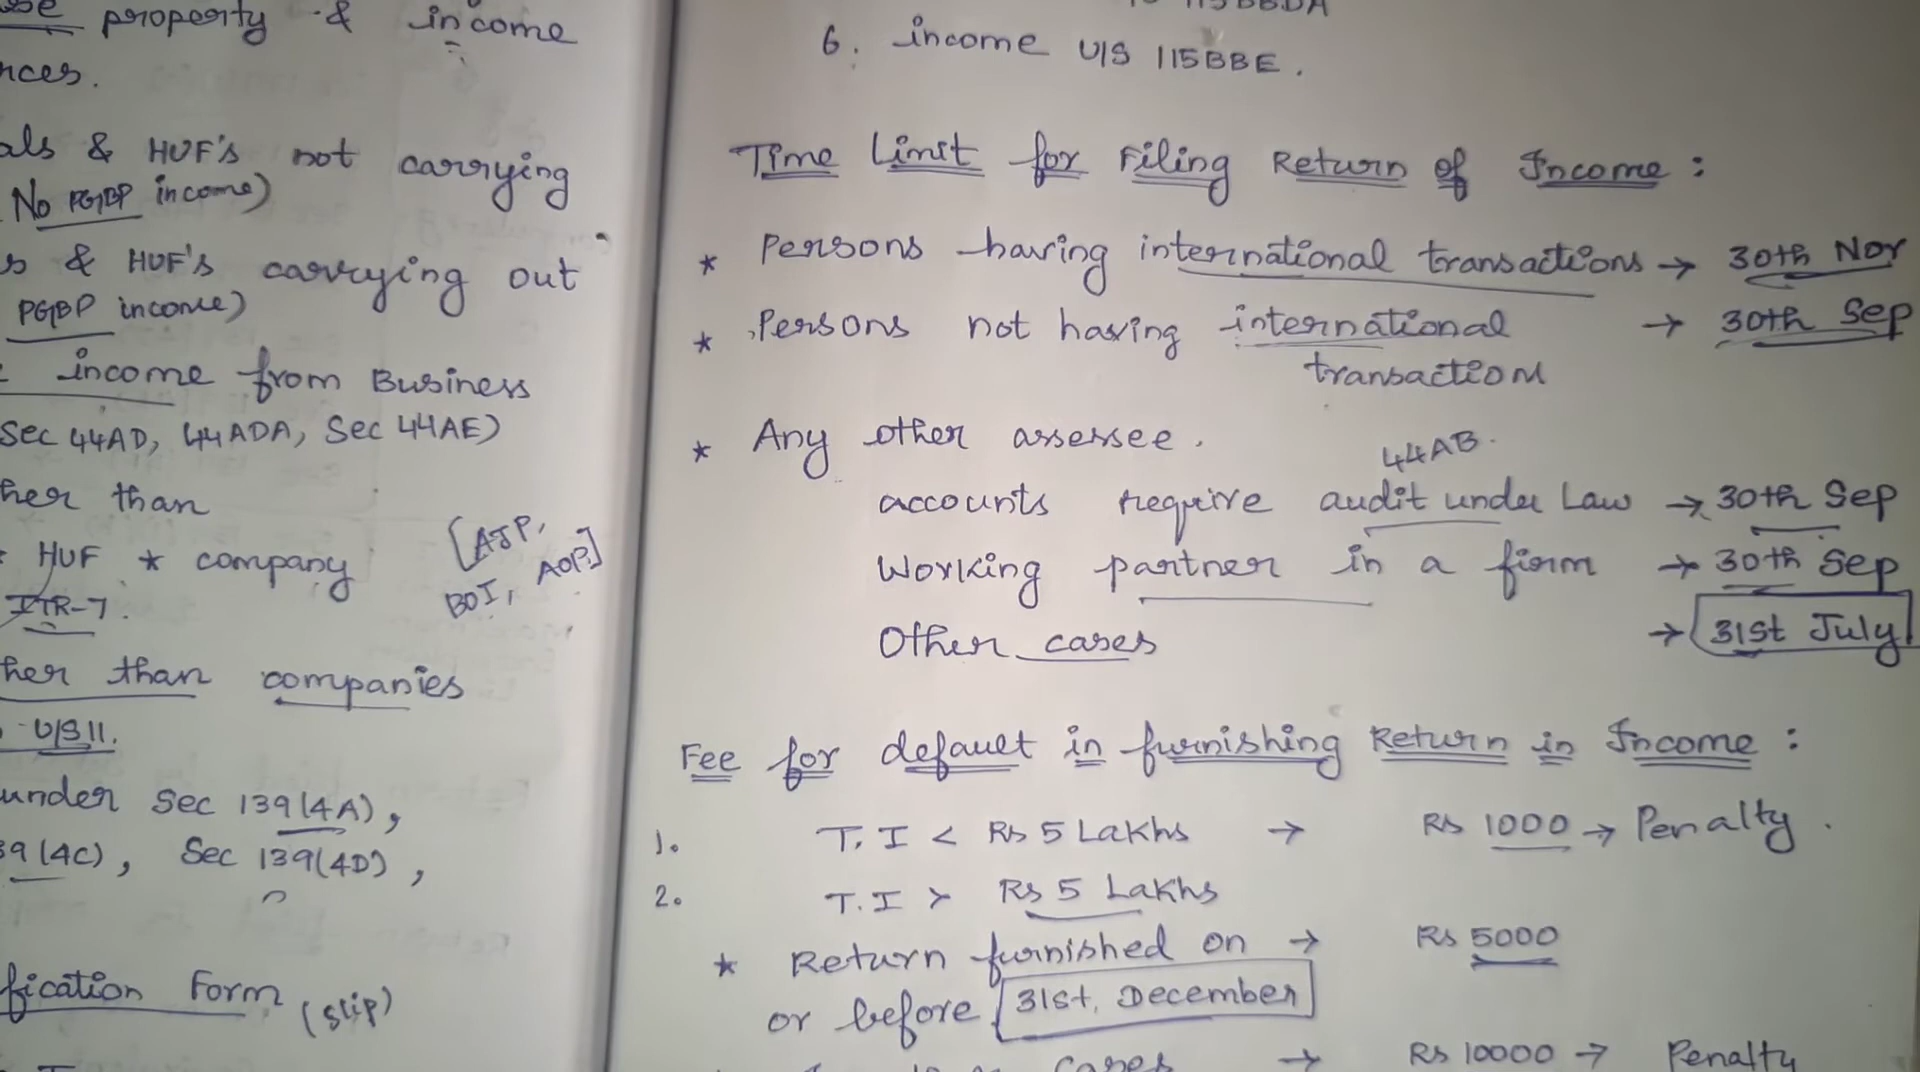 property & income
rces.
als & HUF's not carrying
No PGBP income)
& HUF's carrying out
PGBP income)
income from Business
Sec 44AD, 44ADA, Sec 44AE)
her than
HUF * company [AJP,
BOI, AOP]
ITR-7.
her than companies
U/S 11.
under Sec 139(4A),
39(4C), Sec 139(4D),
fication Form (slip)
115BBDA
6. income U/S 115BBE.
Time Limit for Filing Return of Income :
* Persons having international transactions → 30th Nov
* Persons not having international → 30th Sep
transaction
* Any other assessee.
44AB.
accounts require audit under Law → 30th Sep
Working partner in a firm → 30th Sep
Other cases → 31st July
Fee for default in furnishing Return in Income :
1. T.I < Rs 5 Lakhs → Rs 1000 → Penalty.
2. T.I > Rs 5 Lakhs
* Return furnished on → Rs 5000
or before 31st, December
cases → Rs 10000 → Penalty